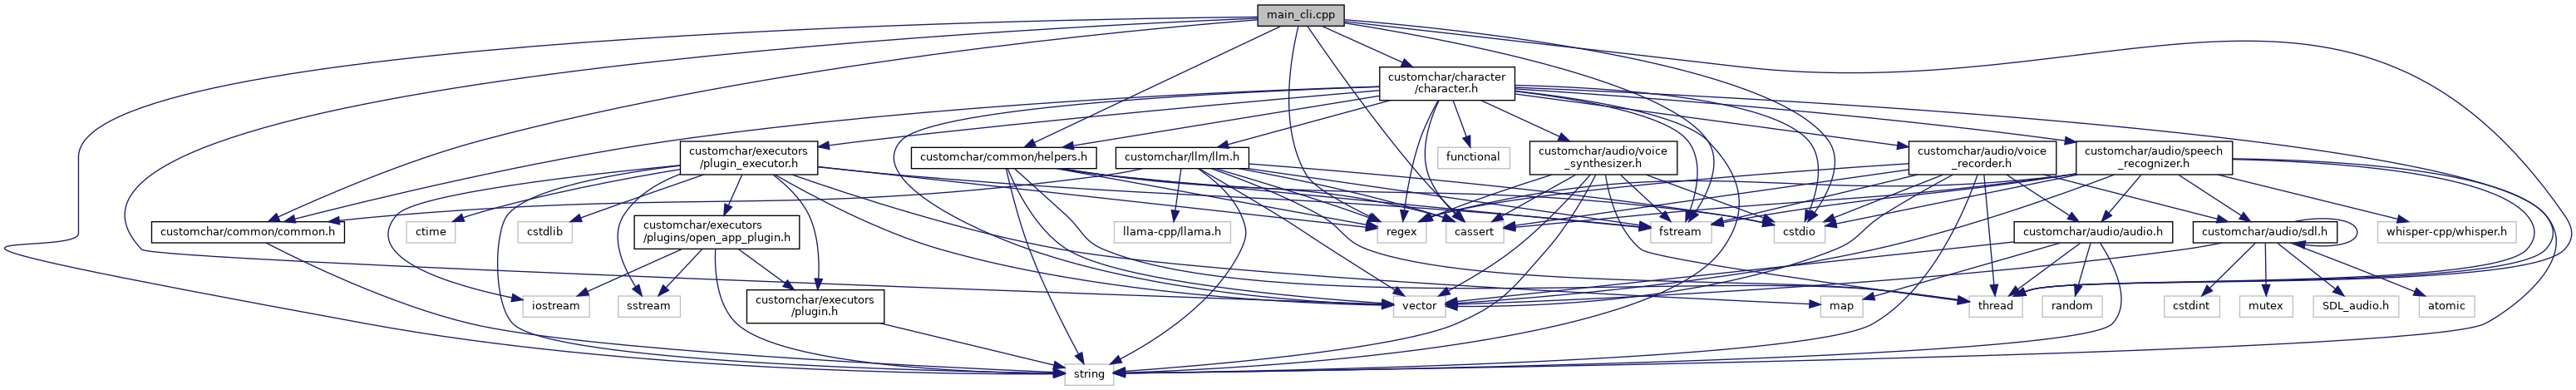 main_cli.cpp
customchar/character
/character.h
customchar/executors
/plugin_executor.h
customchar/common/helpers.h
customchar/llm/llm.h
functional
customchar/audio/voice
_synthesizer.h
customchar/audio/voice
_recorder.h
customchar/audio/speech
_recognizer.h
customchar/common/common.h
ctime
cstdlib
customchar/executors
/plugins/open_app_plugin.h
llama-cpp/llama.h
regex
cassert
fstream
cstdio
customchar/audio/audio.h
customchar/audio/sdl.h
whisper-cpp/whisper.h
iostream
sstream
customchar/executors
/plugin.h
vector
map
thread
random
cstdint
mutex
SDL_audio.h
atomic
string